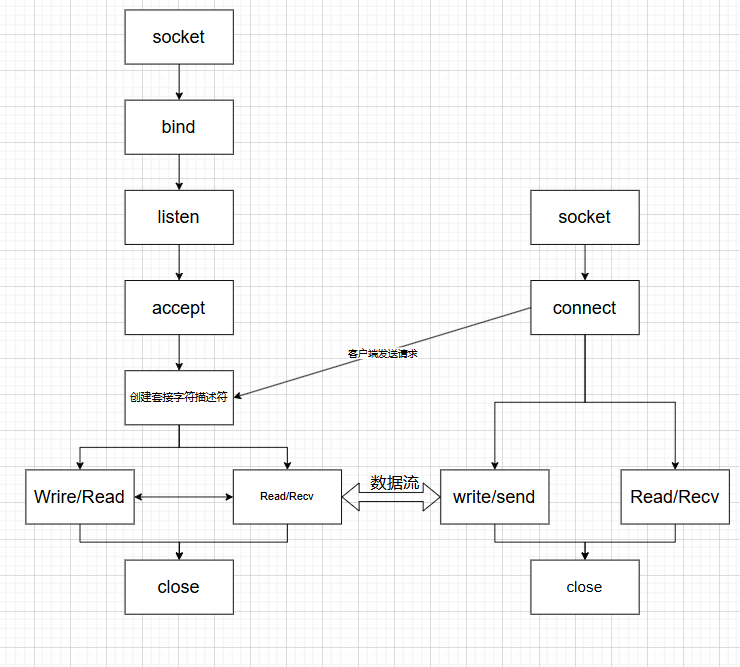 socket
bind
listen
socket
accept
connect
客户端发送请求
创建套接字符描述符
Wrire/Read
Read/Recv
数据流
write/send
Read/Recv
close
close